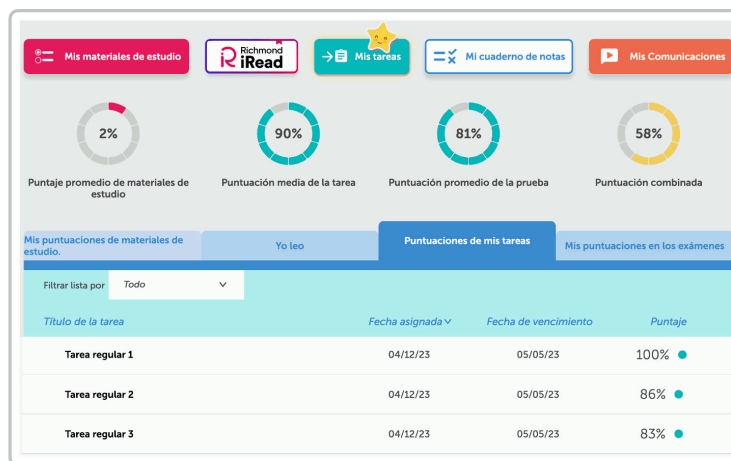 Mis materiales de estudio
Richmond
iRead
Mis tareas
Mi cuaderno de notas
Mis Comunicaciones
2%
90%
81%
58%
Puntaje promedio de materiales de
estudio
Puntuación media de la tarea
Puntuación promedio de la prueba
Puntuación combinada
Mis puntuaciones de materiales de
estudio.
Yo leo
Puntuaciones de mis tareas
Mis puntuaciones en los exámenes
Filtrar lista por
Todo
Título de la tarea
Fecha asignada
Fecha de vencimiento
Puntaje
Tarea regular 1
04/12/23
05/05/23
100%
Tarea regular 2
04/12/23
05/05/23
86%
Tarea regular 3
04/12/23
05/05/23
83%